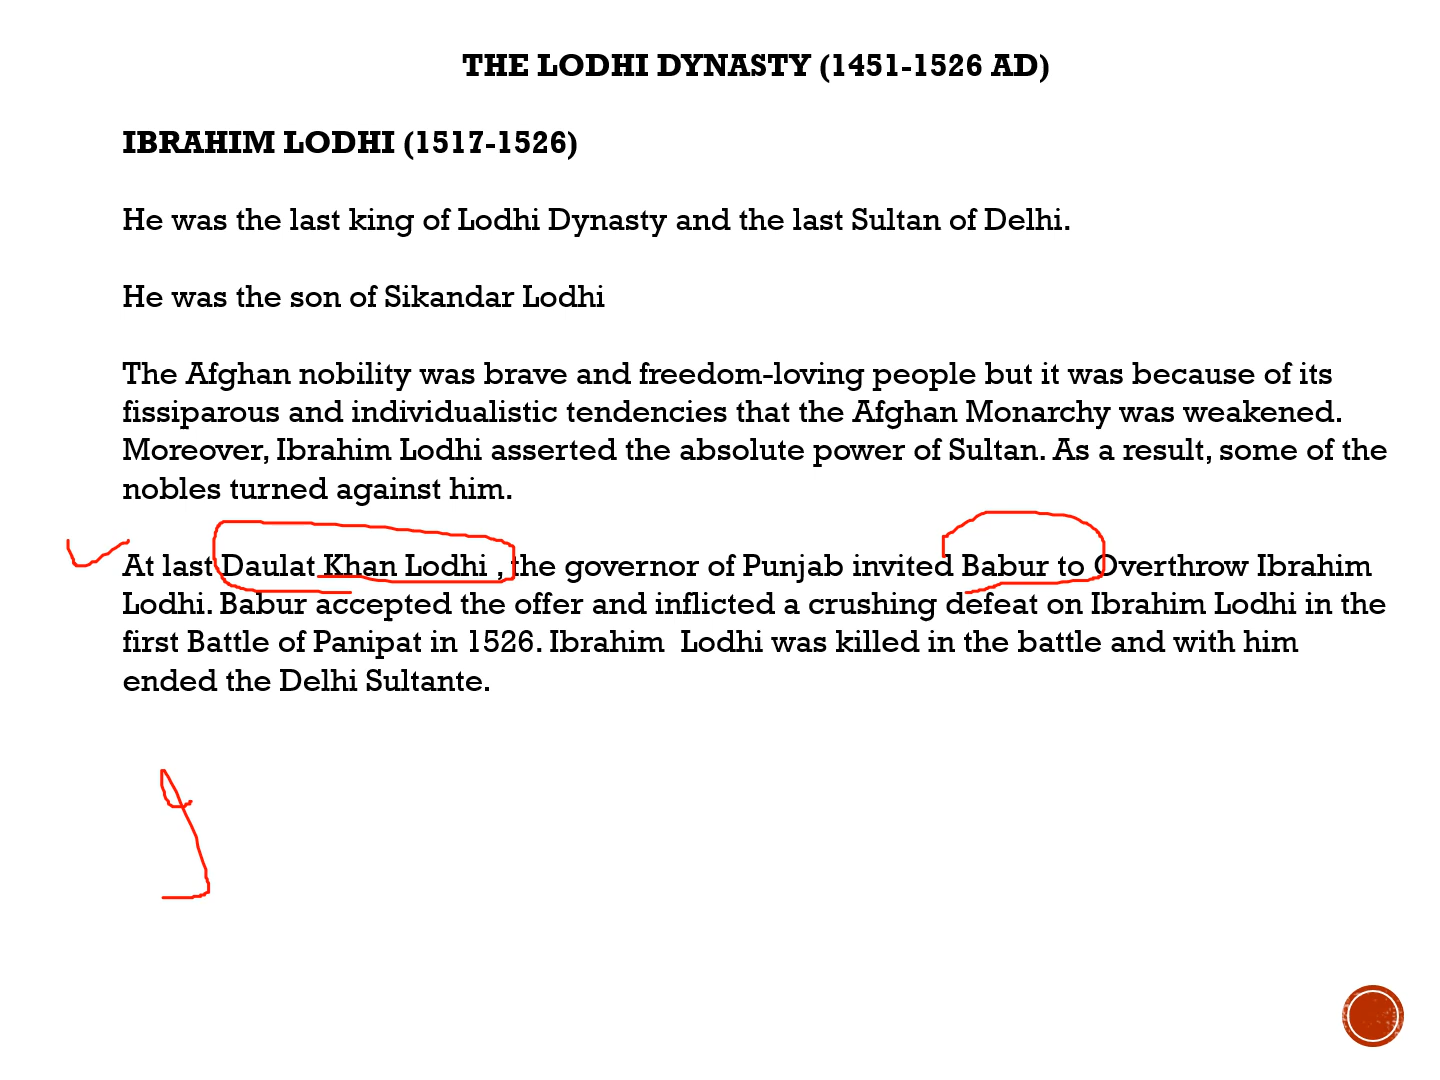 THE LODHI DYNASTY (1451-1526 AD)
IBRAHIM LODHI (1517-1526)
He was the last king of Lodhi Dynasty and the last Sultan of Delhi.
He was the son of Sikandar Lodhi
The Afghan nobility was brave and freedom-loving people but it was because of its
fissiparous and individualistic tendencies that the Afghan Monarchy was weakened.
Moreover, Ibrahim Lodhi asserted the absolute power of Sultan. As a result, some of the
nobles turned against him.
At last Daulat Khan Lodhi , the governor of Punjab invited Babur to Overthrow Ibrahim
Lodhi. Babur accepted the offer and inflicted a crushing defeat on Ibrahim Lodhi in the
first Battle of Panipat in 1526. Ibrahim  Lodhi was killed in the battle and with him
ended the Delhi Sultante.